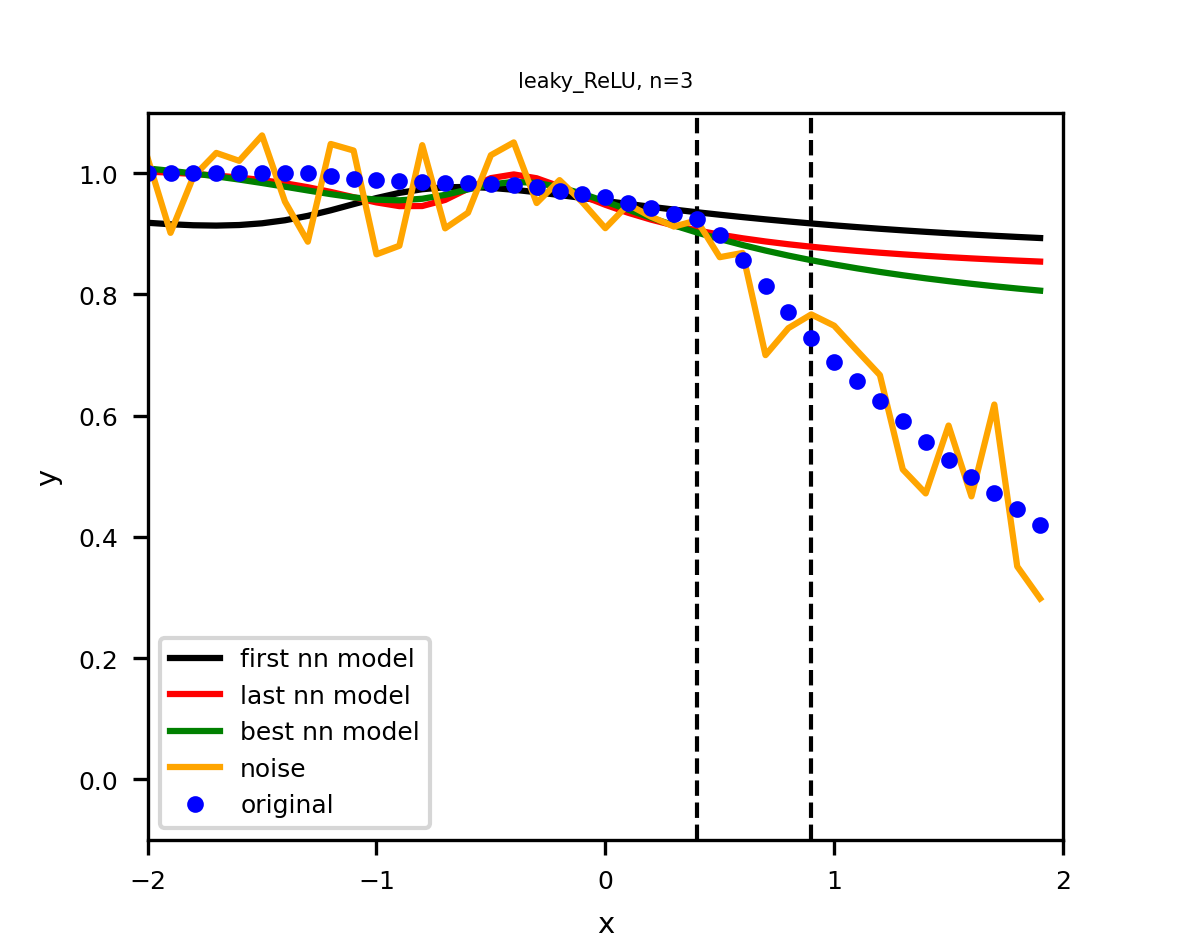 leaky_ReLU, n=3
1.0
0.8
0.6
0.4
0.2
0.0
y
first nn model
last nn model
best nn model
noise
original
−2 −1 0 1 2
x